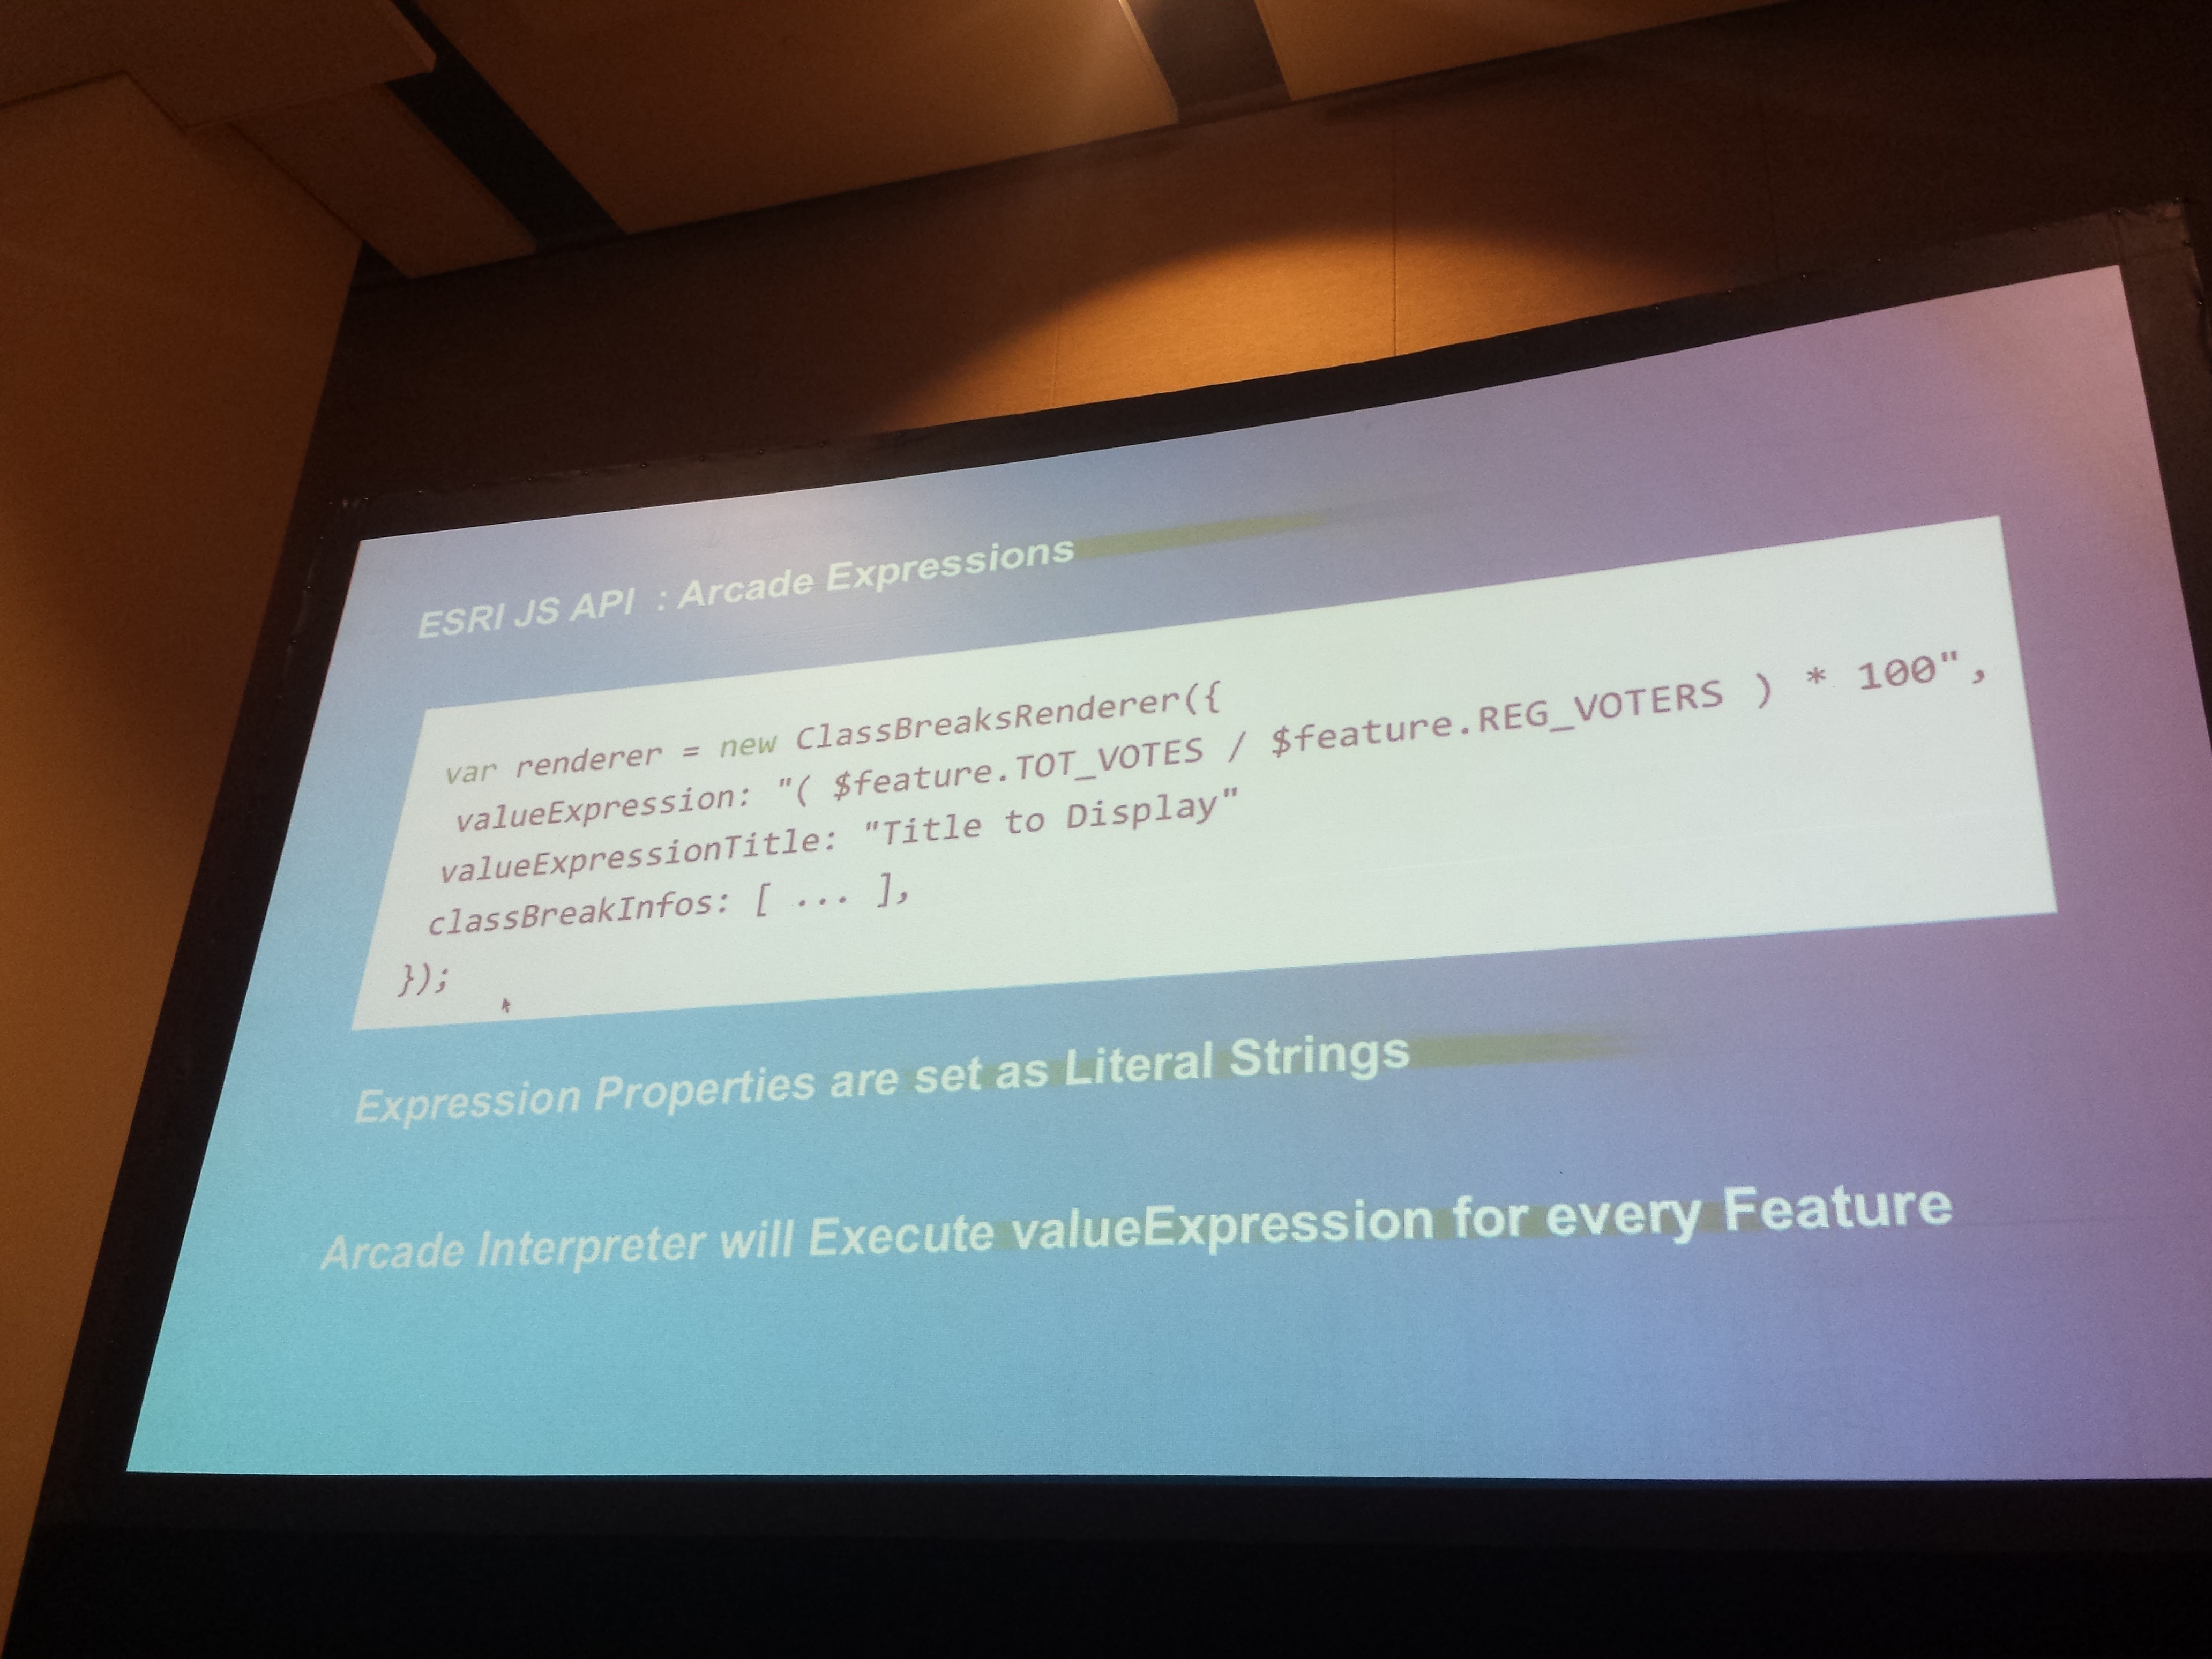 ESRI JS API : Arcade Expressions
var renderer = new ClassBreaksRenderer({
valueExpression: "( $feature.TOT_VOTES / $feature.REG_VOTERS ) * 100",
valueExpressionTitle: "Title to Display"
classBreakInfos: [ ... ],
});
Expression Properties are set as Literal Strings
Arcade Interpreter will Execute valueExpression for every Feature